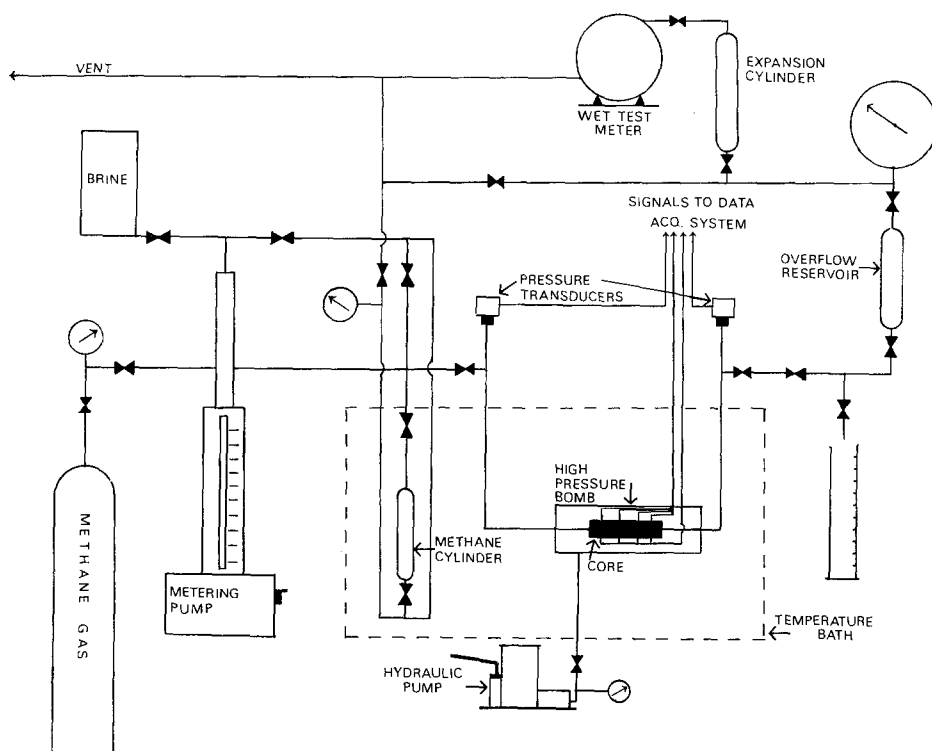 VENT
EXPANSION
CYLINDER
WET TEST
METER
BRINE
SIGNALS TO DATA
ACQ. SYSTEM
PRESSURE
TRANSDUCERS
OVERFLOW
RESERVOIR
HIGH
PRESSURE
BOMB
METHANE
CYLINDER
CORE
METHANE GAS
METERING
PUMP
TEMPERATURE
BATH
HYDRAULIC
PUMP